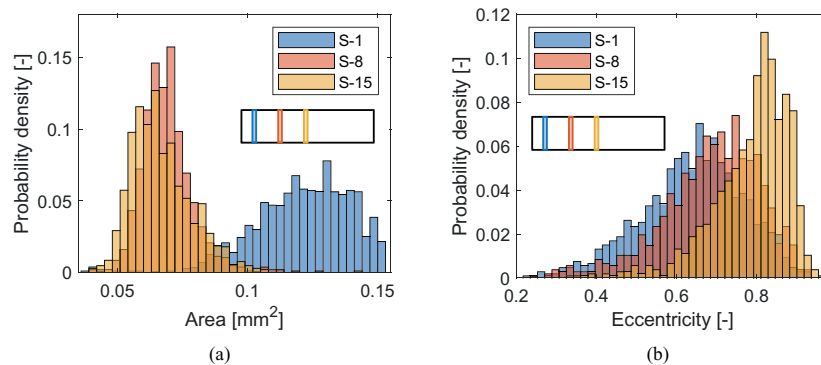 0.15
0.1
0.05
0
Probability density [-]
S-1
S-8
S-15
0.05
0.1
0.15
Area [mm²]
(a)
0.12
0.1
0.08
0.06
0.04
0.02
0
Probability density [-]
S-1
S-8
S-15
0.2
0.4
0.6
0.8
Eccentricity [-]
(b)